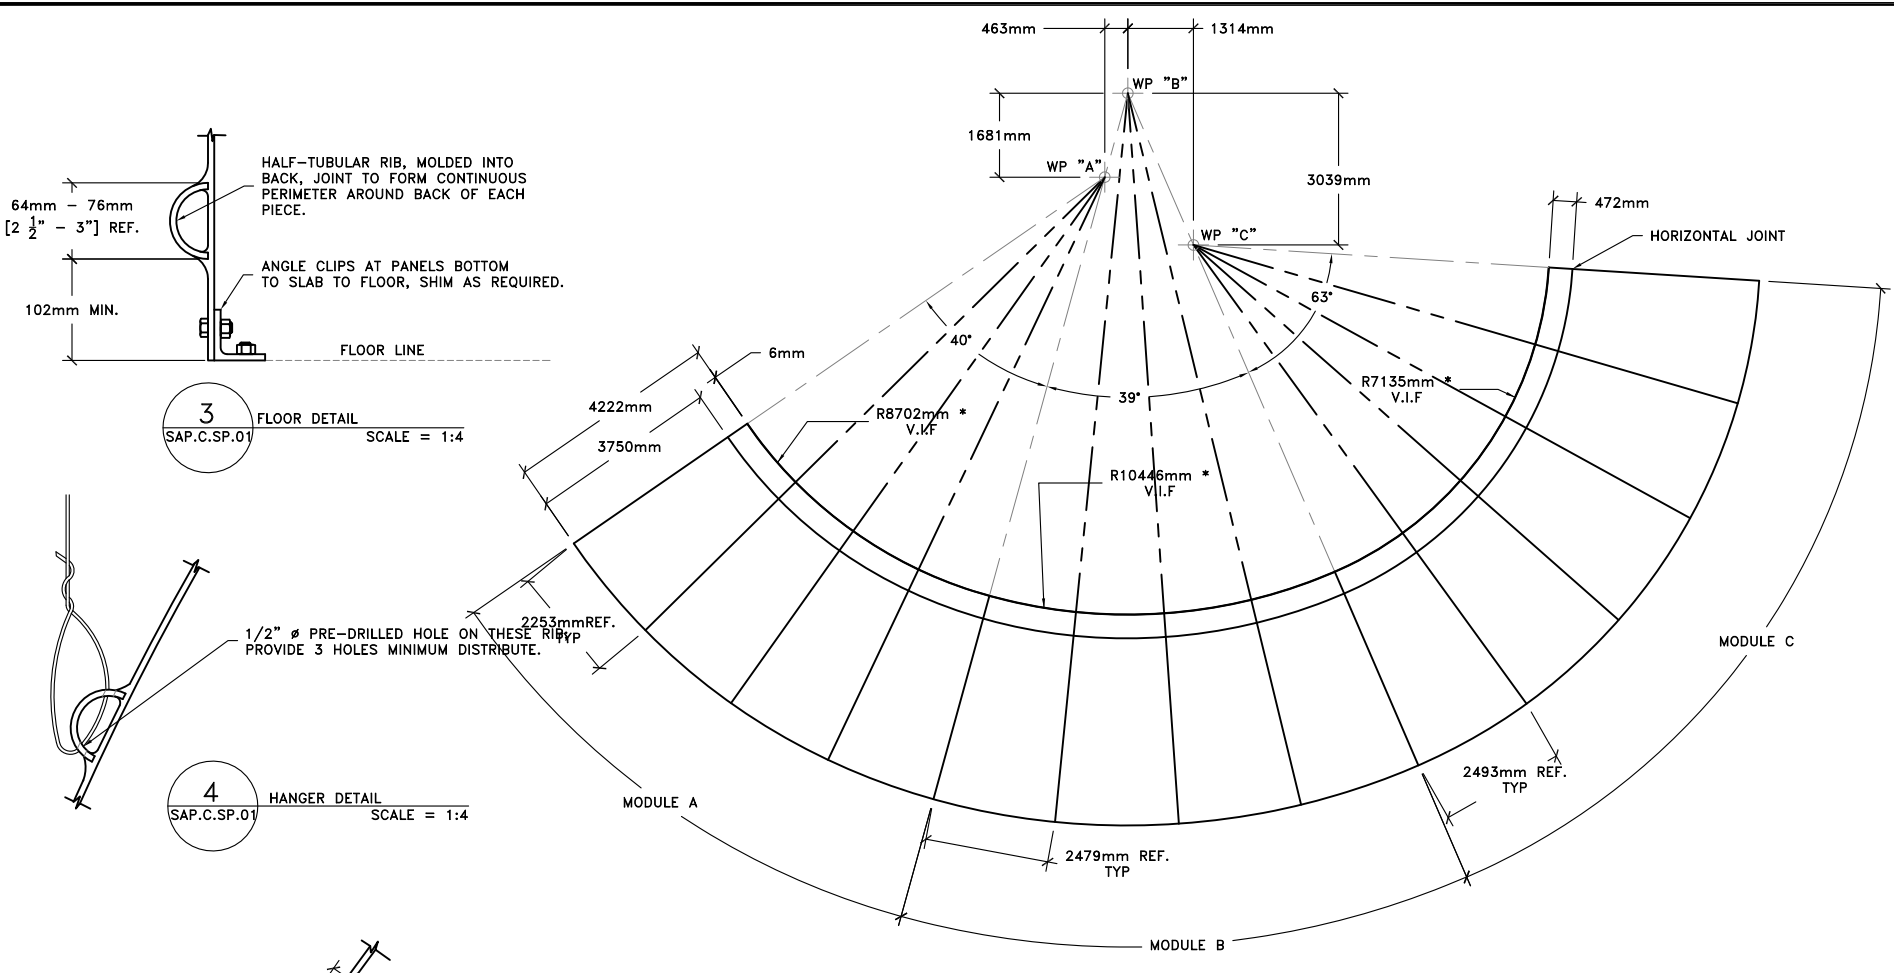 463mm
1314mm
WP "B"
1681mm
WP "A"
3039mm
WP "C"
472mm
HORIZONTAL JOINT
HALF-TUBULAR RIB, MOLDED INTO
BACK, JOINT TO FORM CONTINUOUS
PERIMETER AROUND BACK OF EACH
PIECE.
64mm - 76mm
[2 1/2" - 3"] REF.
ANGLE CLIPS AT PANELS BOTTOM
TO SLAB TO FLOOR, SHIM AS REQUIRED.
102mm MIN.
FLOOR LINE
3
SAP.C.SP.01
FLOOR DETAIL
SCALE = 1:4
63°
40°
39°
6mm
4222mm
3750mm
R8702mm *
V.I.F
R7135mm *
V.I.F
R10446mm *
V.I.F
2253mmREF.
TYP
1/2" ø PRE-DRILLED HOLE ON THESE RIB,
PROVIDE 3 HOLES MINIMUM DISTRIBUTE.
4
SAP.C.SP.01
HANGER DETAIL
SCALE = 1:4
MODULE A
MODULE C
2493mm REF.
TYP
2479mm REF.
TYP
MODULE B